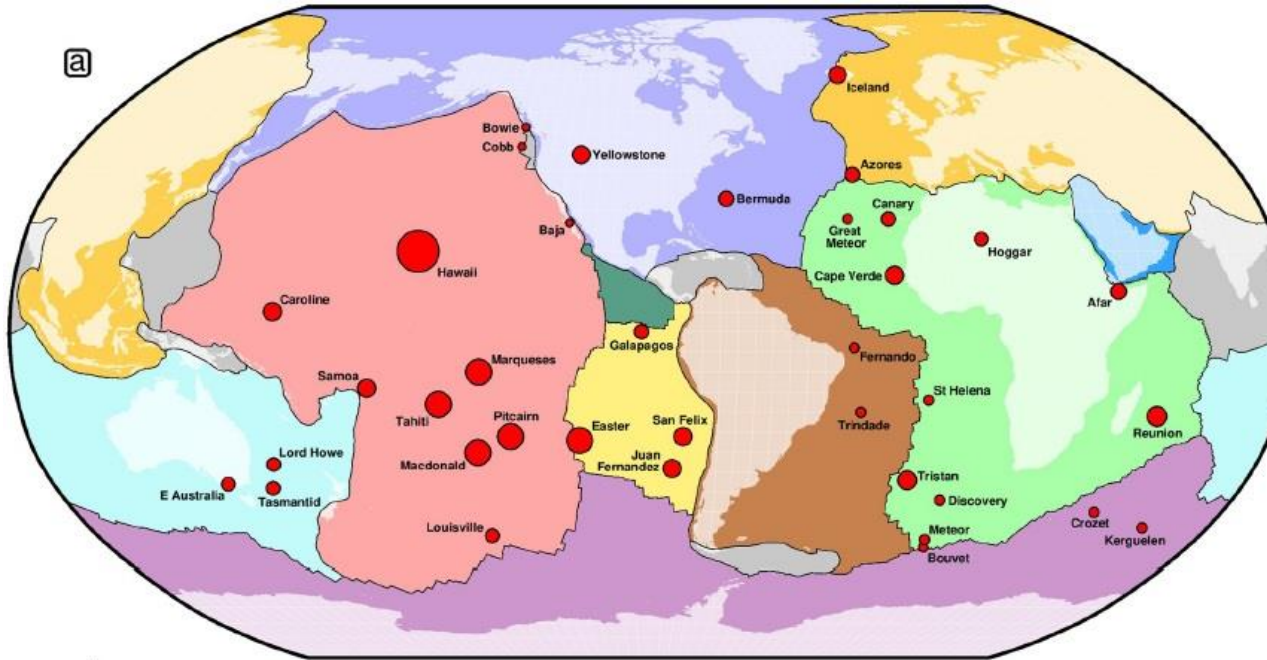 a
Iceland
Bowie
Cobb
Yellowstone
Azores
Bermuda
Canary
Great
Meteor
Baja
Hoggar
Hawaii
Cape Verde
Afar
Caroline
Galapagos
Fernando
Marqueses
Samoa
St Helena
Tahiti
Pitcairn
Easter
San Felix
Trindade
Reunion
Lord Howe
Macdonald
Juan
Fernandez
Tristan
E Australia
Tasmantid
Discovery
Louisville
Meteor
Bouvet
Crozet
Kerguelen